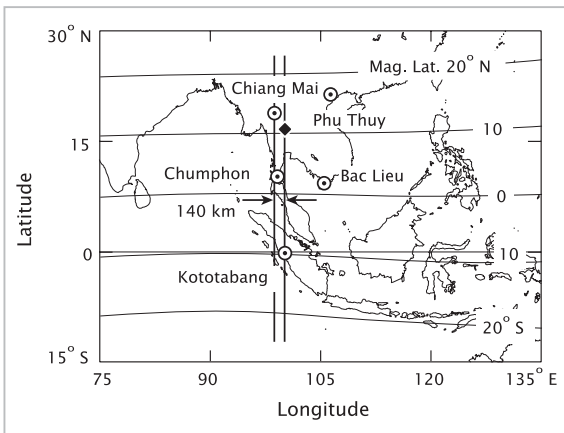 30° N
Mag. Lat. 20° N
Chiang Mai
Phu Thuy
15
10
Chumphon
Bac Lieu
0
140 km
Latitude
0
10
Kototabang
20° S
15° S
75
90
105
120
135° E
Longitude